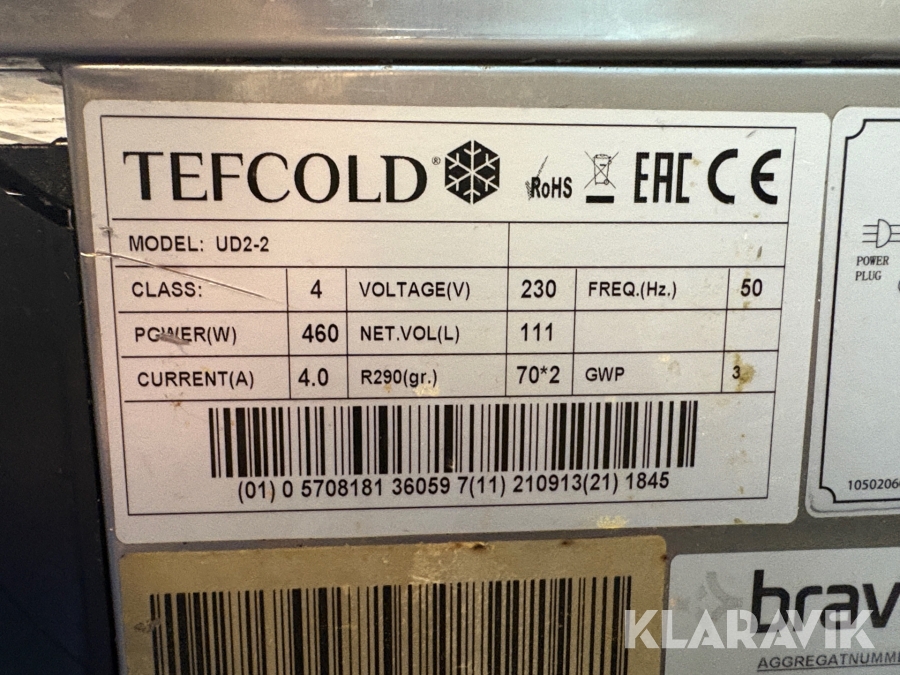 TEFCOLD® RoHS EAC CE
MODEL: UD2-2
CLASS: 4 VOLTAGE(V) 230 FREQ.(Hz.) 50
POWER(W) 460 NET.VOL(L) 111
CURRENT(A) 4.0 R290(gr.) 70*2 GWP 3
(01) 0 5708181 36059 7(11) 210913(21) 1845
POWER
PLUG
KLARAVIK